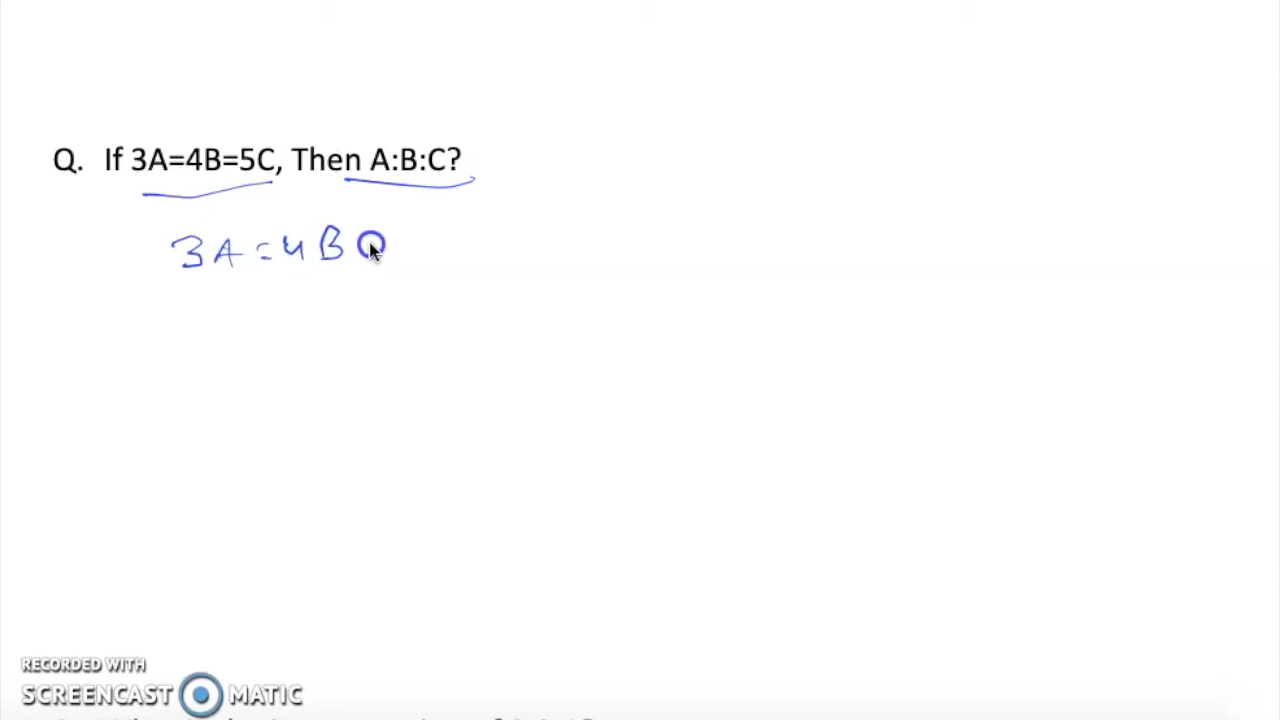 Q. If 3A=4B=5C, Then A:B:C?
3A=4B
RECORDED WITH
SCREENCAST MATIC